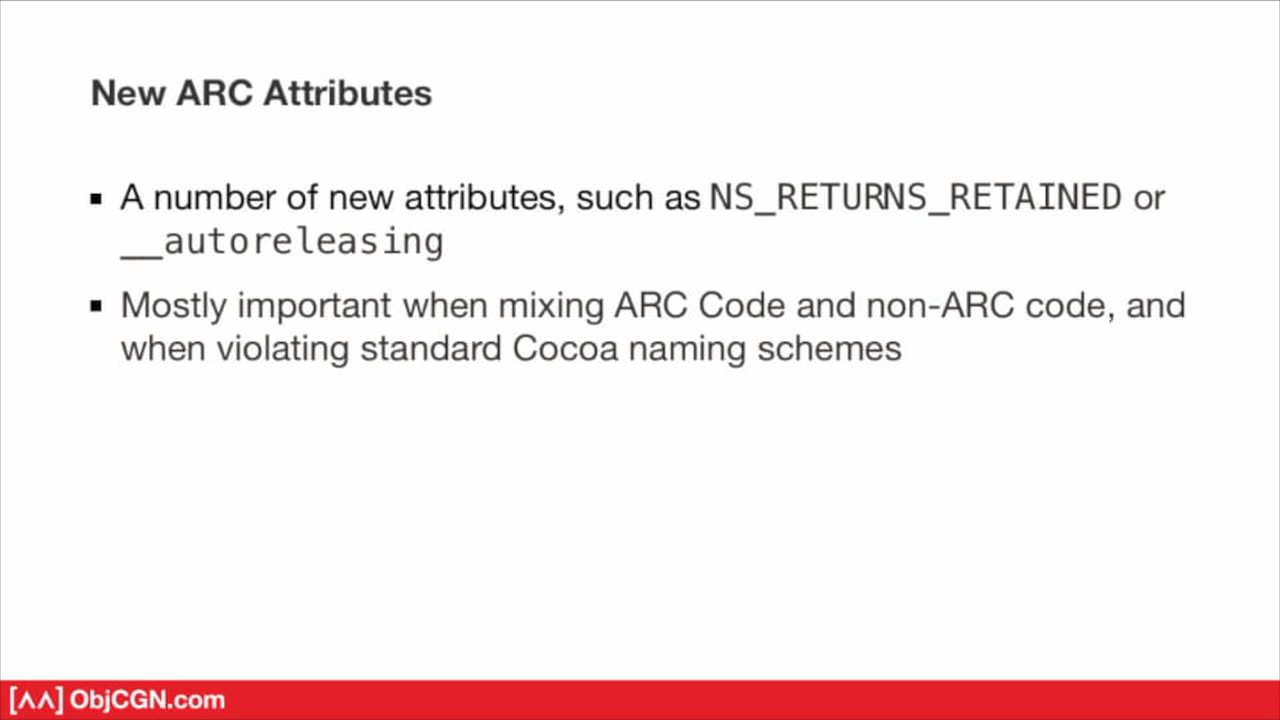 New ARC Attributes
▪ A number of new attributes, such as NS_RETURNS_RETAINED or
__autoreleasing
▪ Mostly important when mixing ARC Code and non-ARC code, and
when violating standard Cocoa naming schemes
[ʌʌ] ObjCGN.com